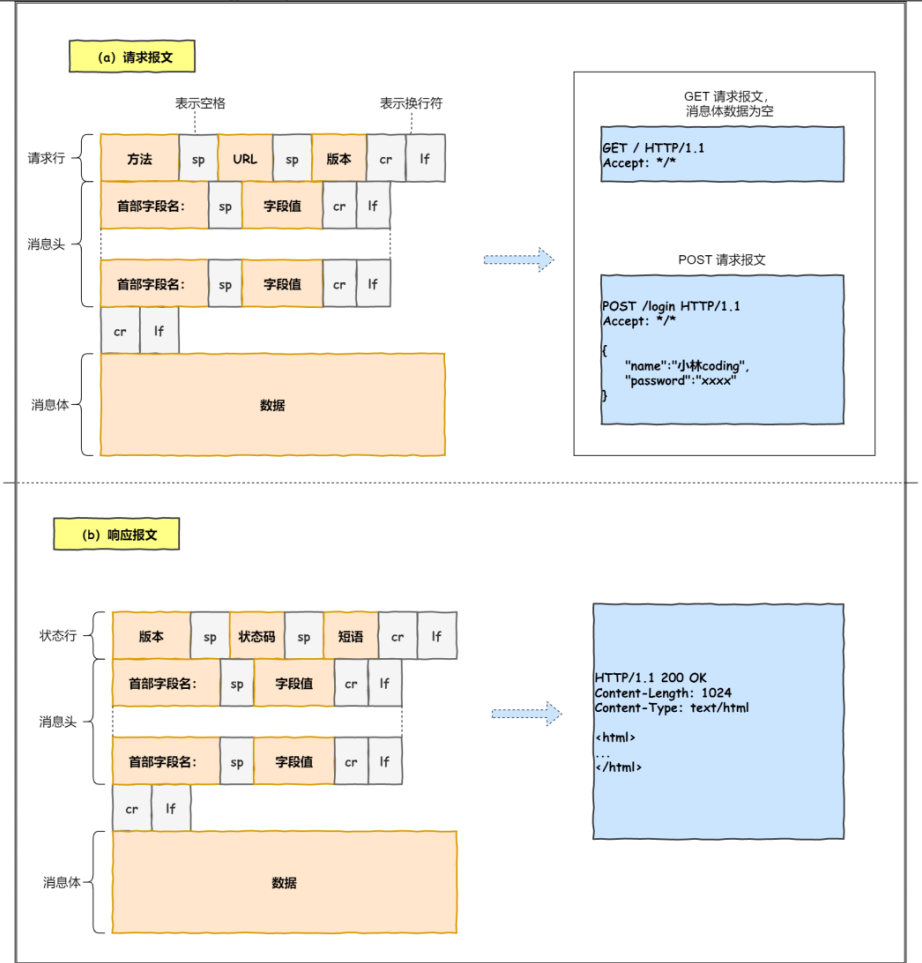 (a) 请求报文
表示空格
表示换行符
请求行
方法 sp URL sp 版本 cr lf
消息头
首部字段名: sp 字段值 cr lf
首部字段名: sp 字段值 cr lf
cr lf
消息体
数据
GET 请求报文,
消息体数据为空
GET / HTTP/1.1
Accept: */*
POST 请求报文
POST /login HTTP/1.1
Accept: */*
{
"name":"小林coding",
"password":"xxxx"
}
(b) 响应报文
状态行
版本 sp 状态码 sp 短语 cr lf
消息头
首部字段名: sp 字段值 cr lf
首部字段名: sp 字段值 cr lf
cr lf
消息体
数据
HTTP/1.1 200 OK
Content-Length: 1024
Content-Type: text/html
<html>
...
</html>